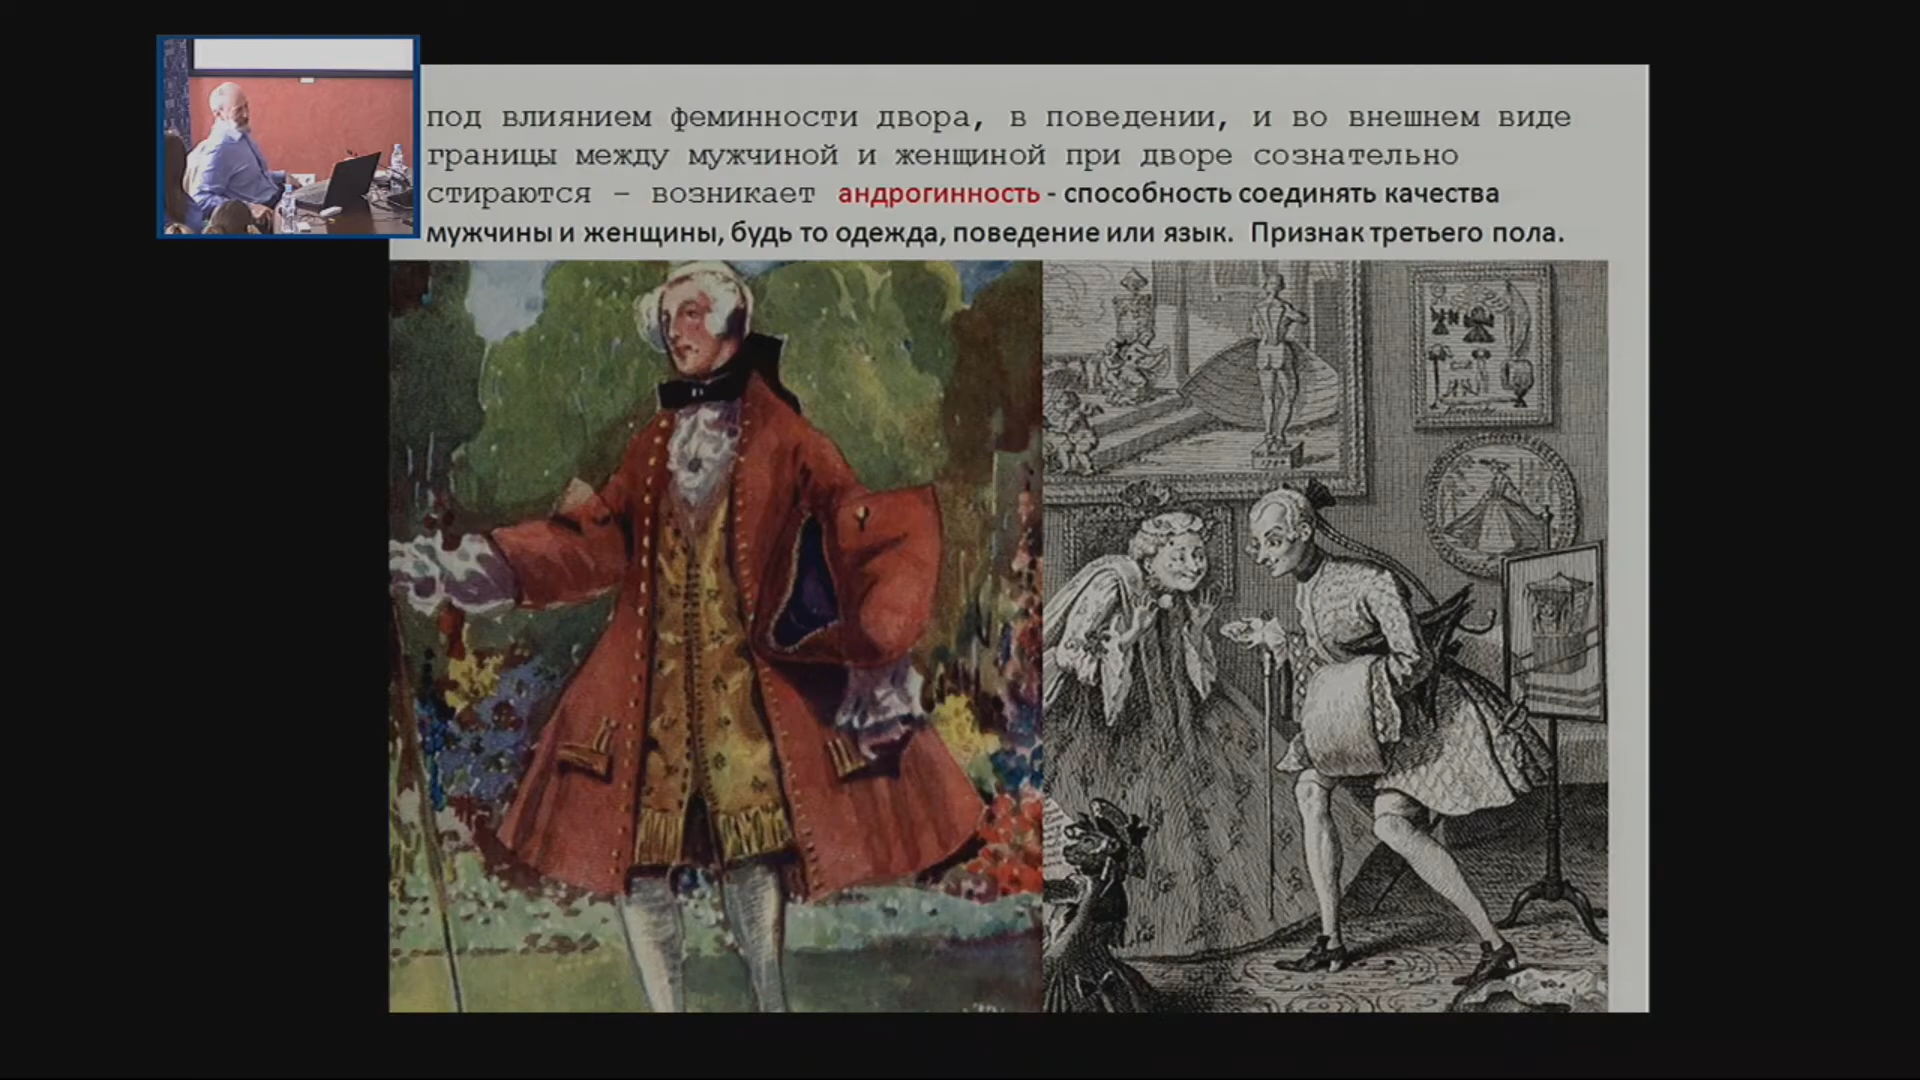 под влиянием феминности двора, в поведении, и во внешнем виде
границы между мужчиной и женщиной при дворе сознательно
стираются – возникает андрогинность - способность соединять качества
мужчины и женщины, будь то одежда, поведение или язык. Признак третьего пола.